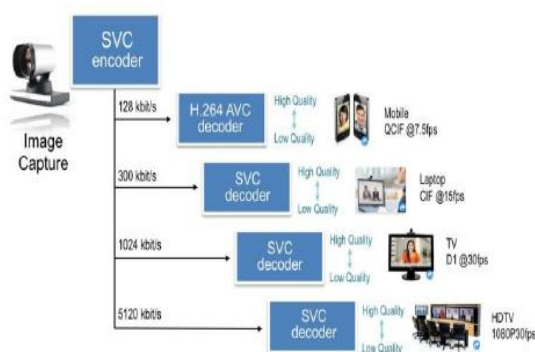 SVC
encoder
Image
Capture
128 kbit/s
H.264 AVC
decoder
High Quality
Low Quality
Mobile
QCIF @7.5fps
300 kbit/s
SVC
decoder
High Quality
Low Quality
Laptop
CIF @15fps
1024 kbit/s
SVC
decoder
High Quality
Low Quality
TV
D1 @30fps
5120 kbit/s
SVC
decoder
High Quality
Low Quality
HDTV
1080P30fps